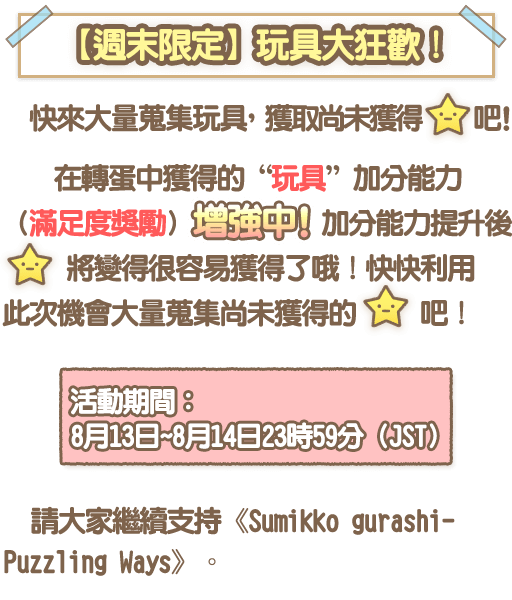 【週末限定】玩具大狂歡！
快來大量蒐集玩具，獲取尚未獲得 吧!
在轉蛋中獲得的“玩具”加分能力
（滿足度獎勵）增強中! 加分能力提升後
將變得很容易獲得了哦！快快利用
此次機會大量蒐集尚未獲得的 吧！
活動期間：
8月13日~8月14日23時59分（JST）
請大家繼續支持《Sumikko gurashi-
Puzzling Ways》。